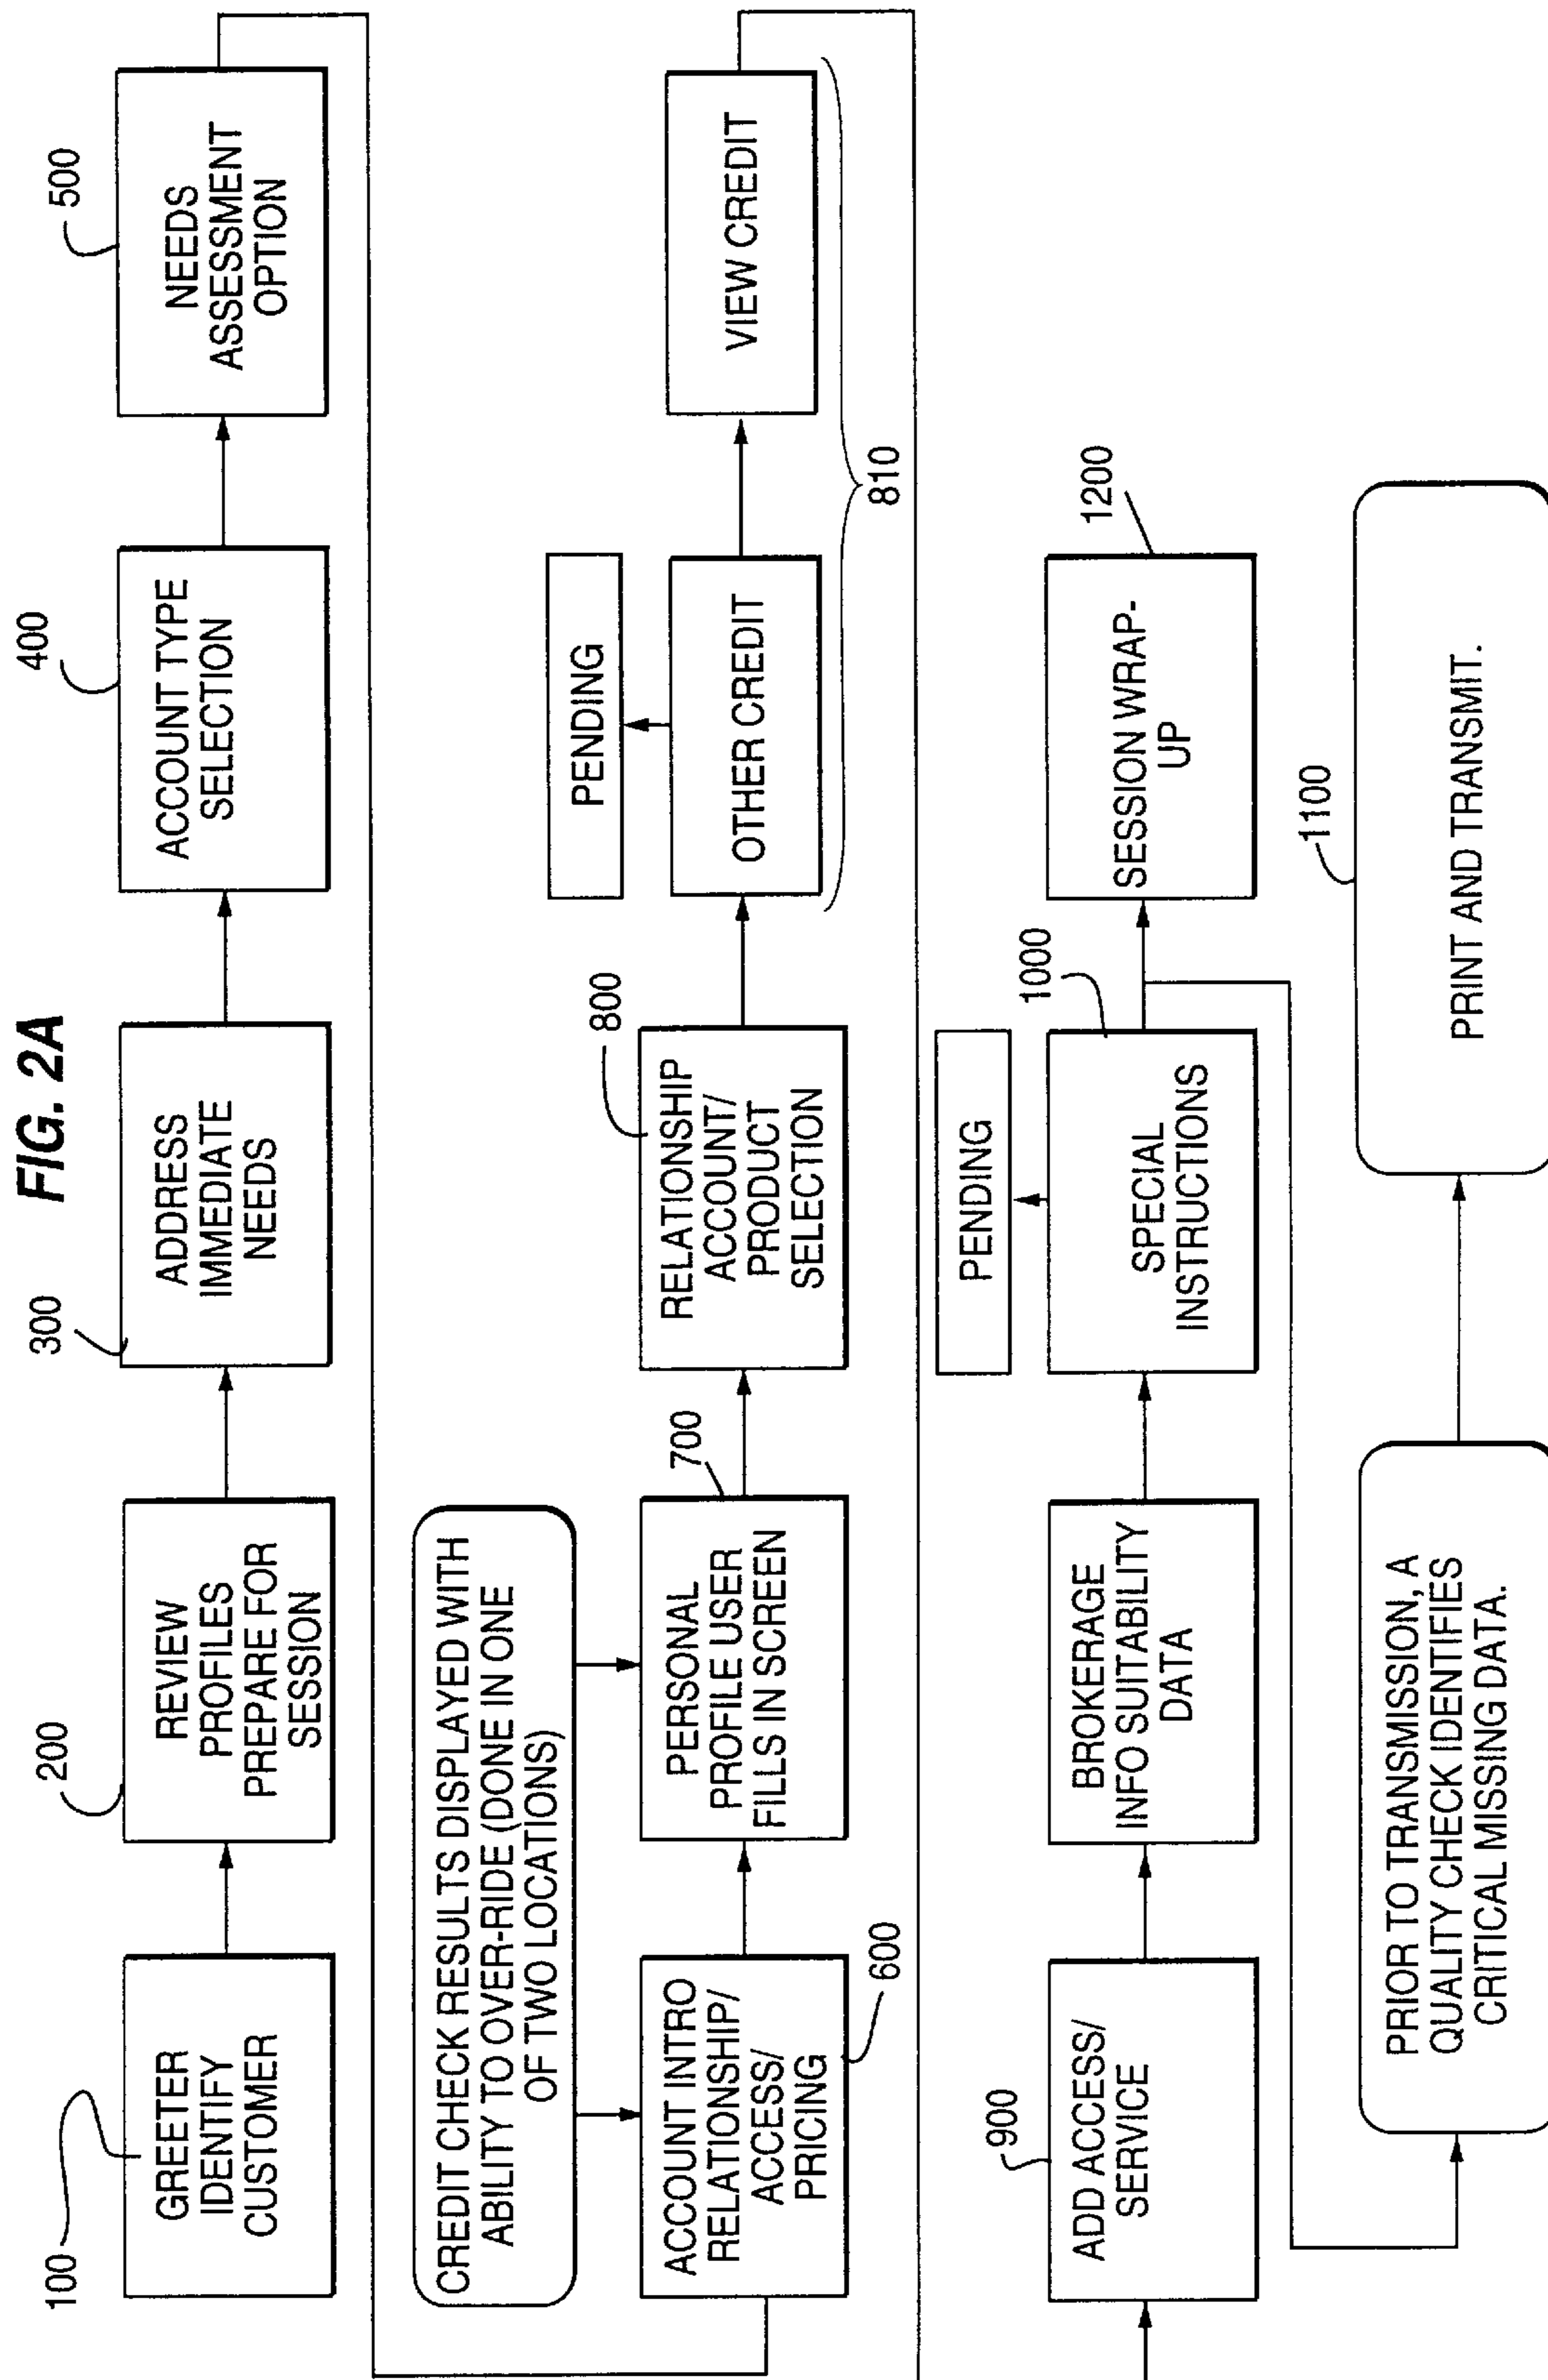 FIG. 2A
100
GREETER
IDENTIFY
CUSTOMER
200
REVIEW
PROFILES
PREPARE FOR
SESSION
300
ADDRESS
IMMEDIATE
NEEDS
400
ACCOUNT TYPE
SELECTION
500
NEEDS
ASSESSMENT
OPTION
CREDIT CHECK RESULTS DISPLAYED WITH
ABILITY TO OVER-RIDE (DONE IN ONE
OF TWO LOCATIONS)
ACCOUNT INTRO
RELATIONSHIP/
ACCESS/
PRICING
600
PERSONAL
PROFILE USER
FILLS IN SCREEN
700
RELATIONSHIP
ACCOUNT/
PRODUCT
SELECTION
800
PENDING
OTHER CREDIT
VIEW CREDIT
810
900
ADD ACCESS/
SERVICE
BROKERAGE
INFO SUITABILITY
DATA
PENDING
SPECIAL
INSTRUCTIONS
1000
SESSION WRAP-
UP
1200
PRIOR TO TRANSMISSION, A
QUALITY CHECK IDENTIFIES
CRITICAL MISSING DATA.
1100
PRINT AND TRANSMIT.